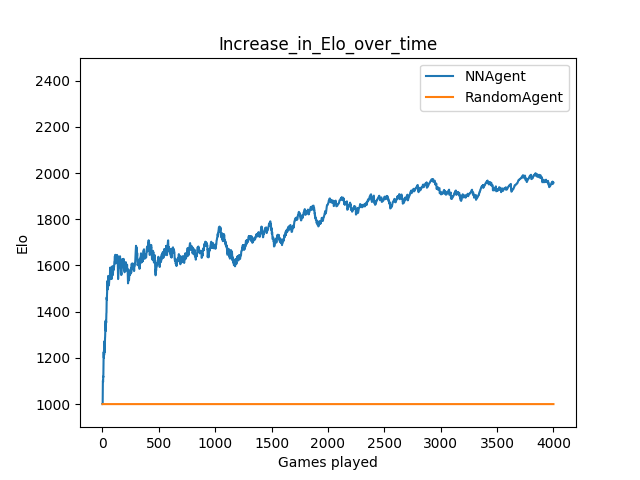 Increase_in_Elo_over_time
NNAgent
RandomAgent
2400
2200
2000
1800
1600
1400
1200
1000
Elo
0 500 1000 1500 2000 2500 3000 3500 4000
Games played